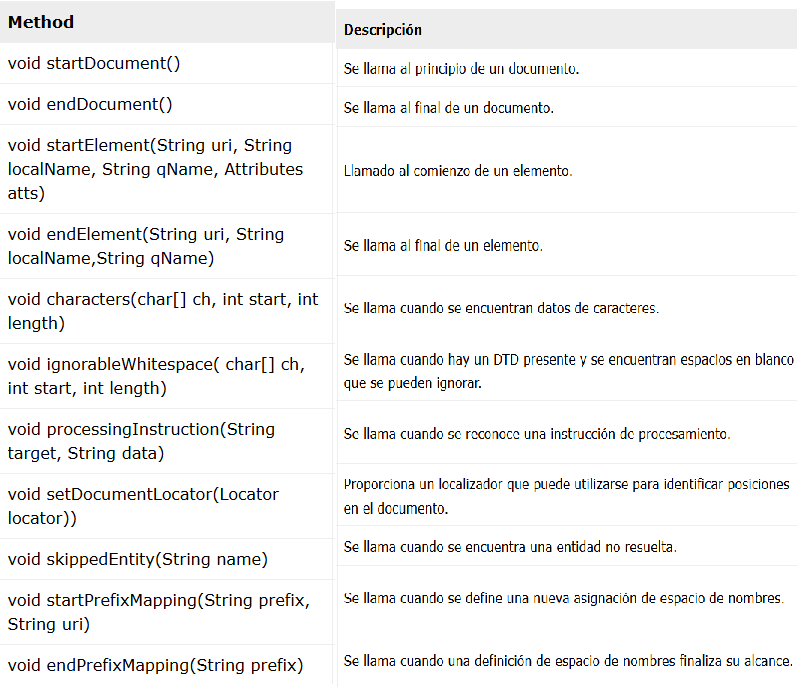 Method
Descripción
void startDocument()
Se llama al principio de un documento.
void endDocument()
Se llama al final de un documento.
void startElement(String uri, String
localName, String qName, Attributes
atts)
Llamado al comienzo de un elemento.
void endElement(String uri, String
localName,String qName)
Se llama al final de un elemento.
void characters(char[] ch, int start, int
length)
Se llama cuando se encuentran datos de caracteres.
void ignorableWhitespace( char[] ch,
int start, int length)
Se llama cuando hay un DTD presente y se encuentran espacios en blanco
que se pueden ignorar.
void processingInstruction(String
target, String data)
Se llama cuando se reconoce una instrucción de procesamiento.
void setDocumentLocator(Locator
locator))
Proporciona un localizador que puede utilizarse para identificar posiciones
en el documento.
void skippedEntity(String name)
Se llama cuando se encuentra una entidad no resuelta.
void startPrefixMapping(String prefix,
String uri)
Se llama cuando se define una nueva asignación de espacio de nombres.
void endPrefixMapping(String prefix)
Se llama cuando una definición de espacio de nombres finaliza su alcance.